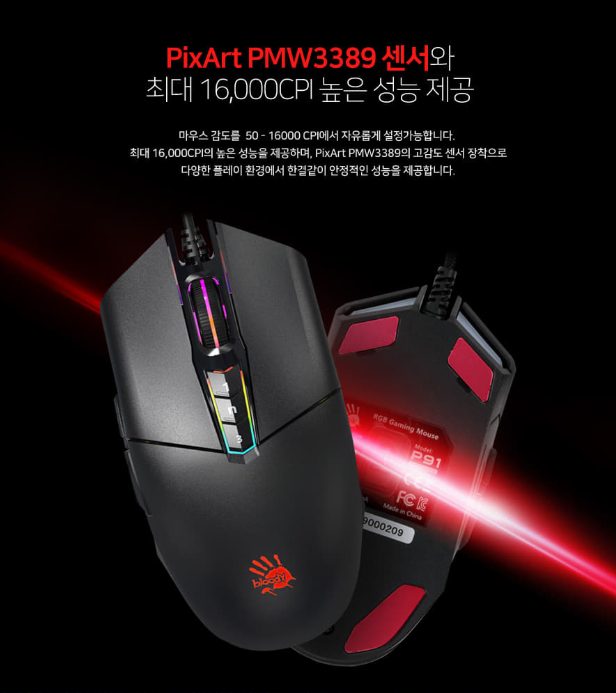 PixArt PMW3389 센서와
최대 16,000CPI 높은 성능 제공
마우스 감도를 50 - 16000 CPI에서 자유롭게 설정가능합니다.
최대 16,000CPI의 높은 성능을 제공하며, PixArt PMW3389의 고감도 센서 장착으로
다양한 플레이 환경에서 한결같이 안정적인 성능을 제공합니다.
1
3
RGB Gaming Mouse
Model:
P91
FC
Made in China
9000209
bloody